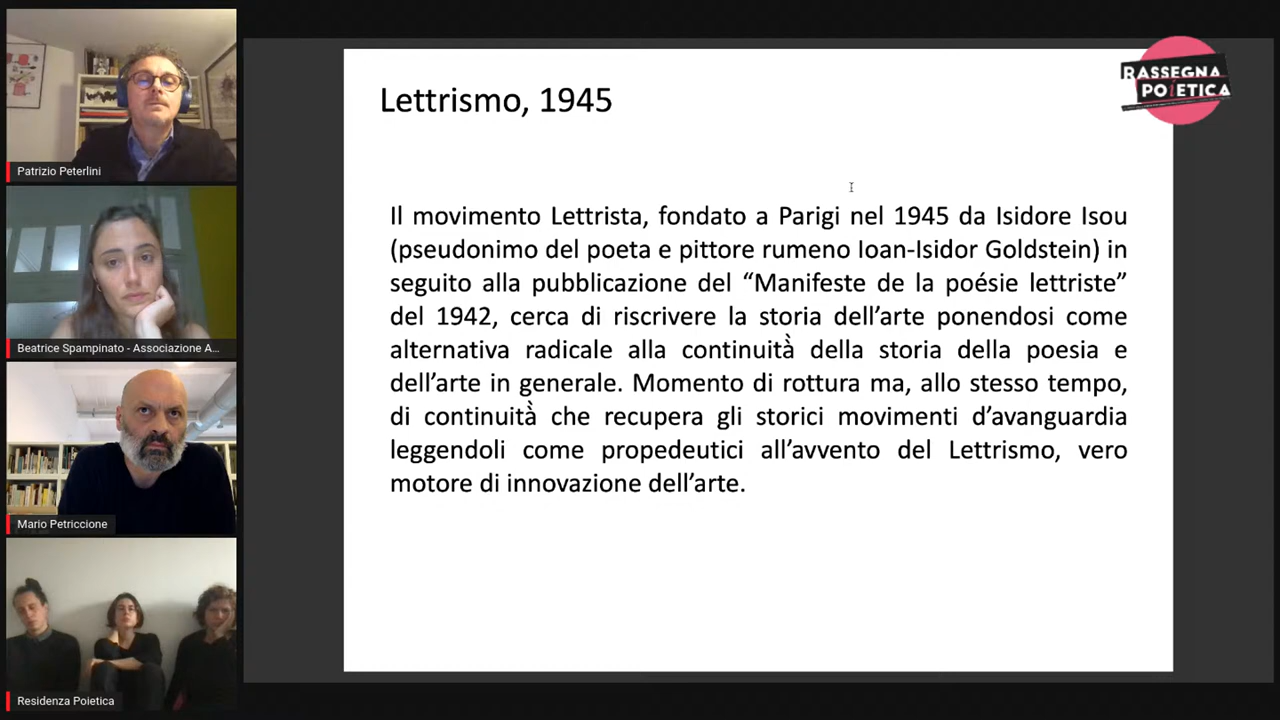 Patrizio Peterlini
Beatrice Spampinato - Associazione A...
Mario Petriccione
Residenza Poietica
Lettrismo, 1945
RASSEGNA
POIETICA
Il movimento Lettrista, fondato a Parigi nel 1945 da Isidore Isou
(pseudonimo del poeta e pittore rumeno Ioan-Isidor Goldstein) in
seguito alla pubblicazione del “Manifeste de la poésie lettriste”
del 1942, cerca di riscrivere la storia dell’arte ponendosi come
alternativa radicale alla continuità della storia della poesia e
dell’arte in generale. Momento di rottura ma, allo stesso tempo,
di continuità che recupera gli storici movimenti d’avanguardia
leggendoli come propedeutici all’avvento del Lettrismo, vero
motore di innovazione dell’arte.